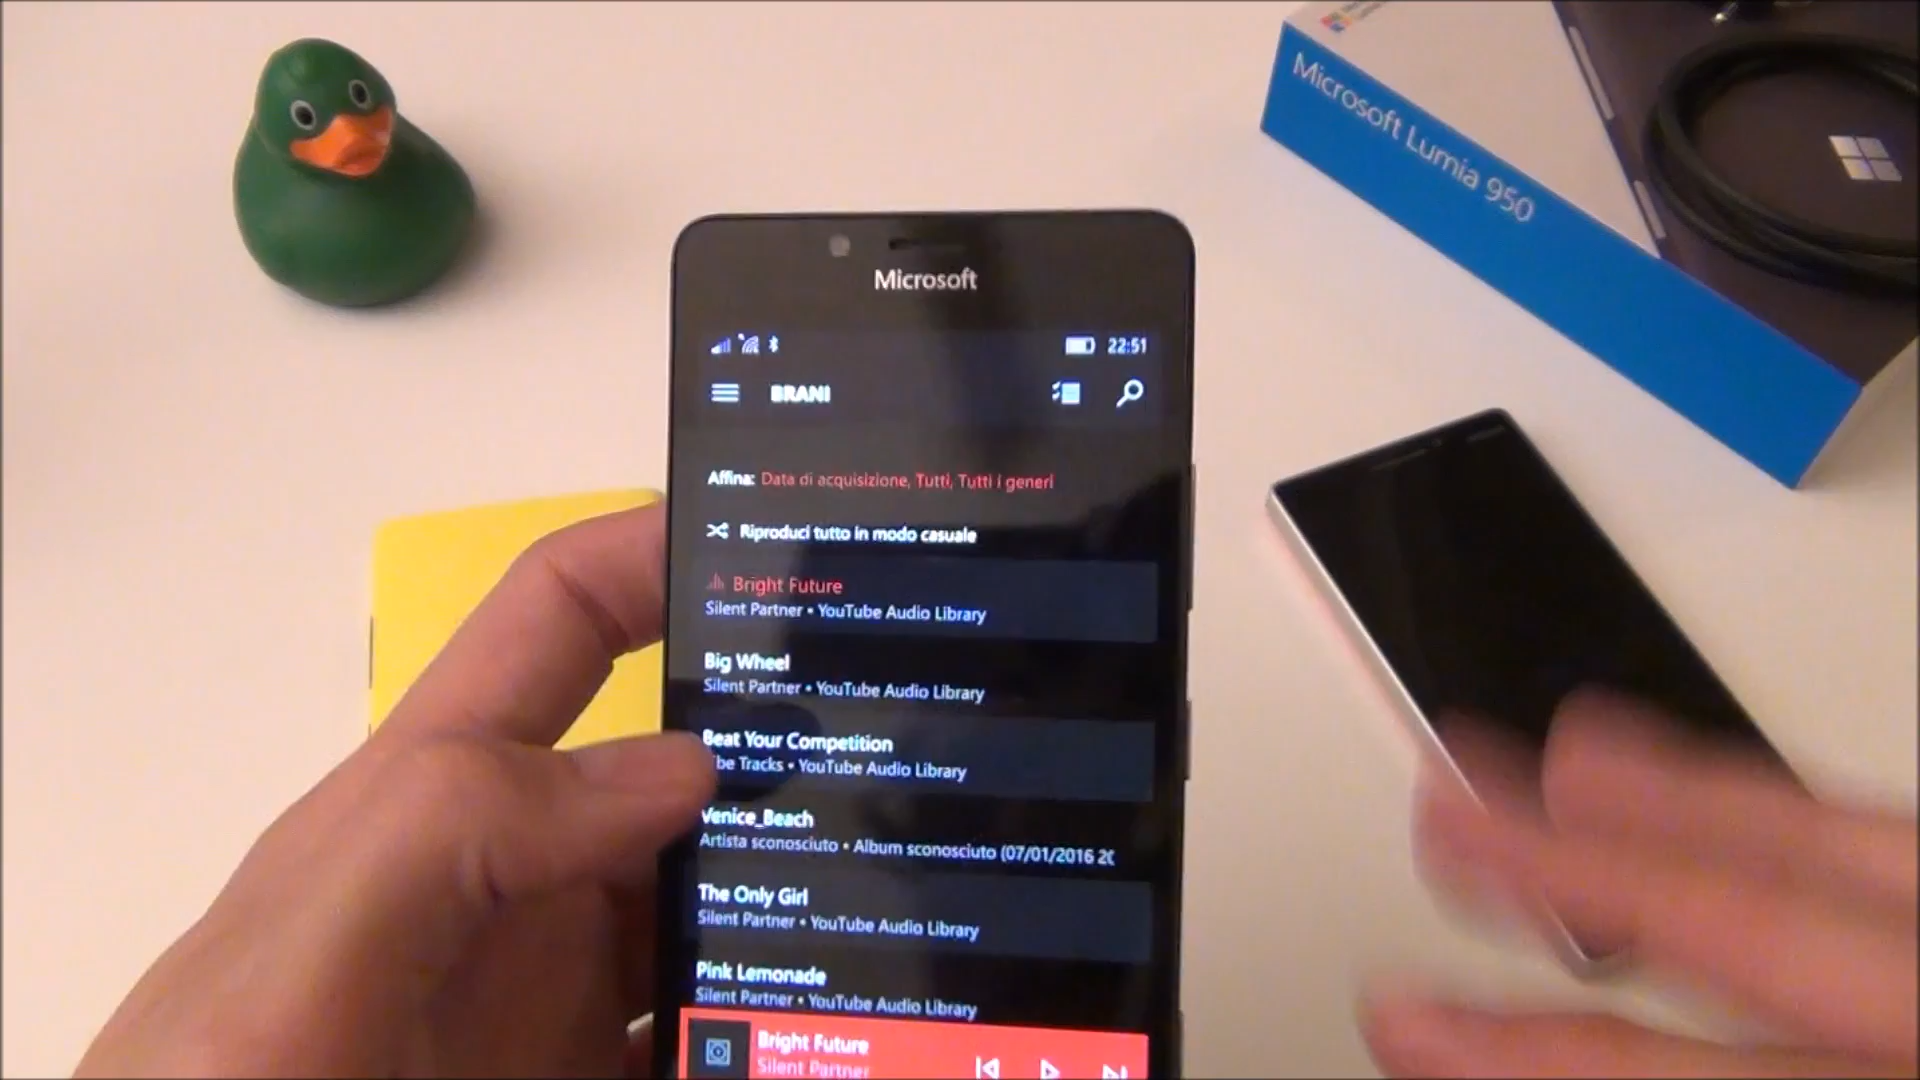 Microsoft Lumia 950
Microsoft
22:51
BRANI
Affina: Data di acquisizione, Tutti, Tutti i generi
Riproduci tutto in modo casuale
Bright Future
Silent Partner • YouTube Audio Library
Big Wheel
Silent Partner • YouTube Audio Library
Beat Your Competition
be Tracks • YouTube Audio Library
Venice_Beach
Artista sconosciuto • Album sconosciuto (07/01/2016 2
The Only Girl
Silent Partner • YouTube Audio Library
Pink Lemonade
Silent Partner • YouTube Audio Library
Bright Future
Silent Partner